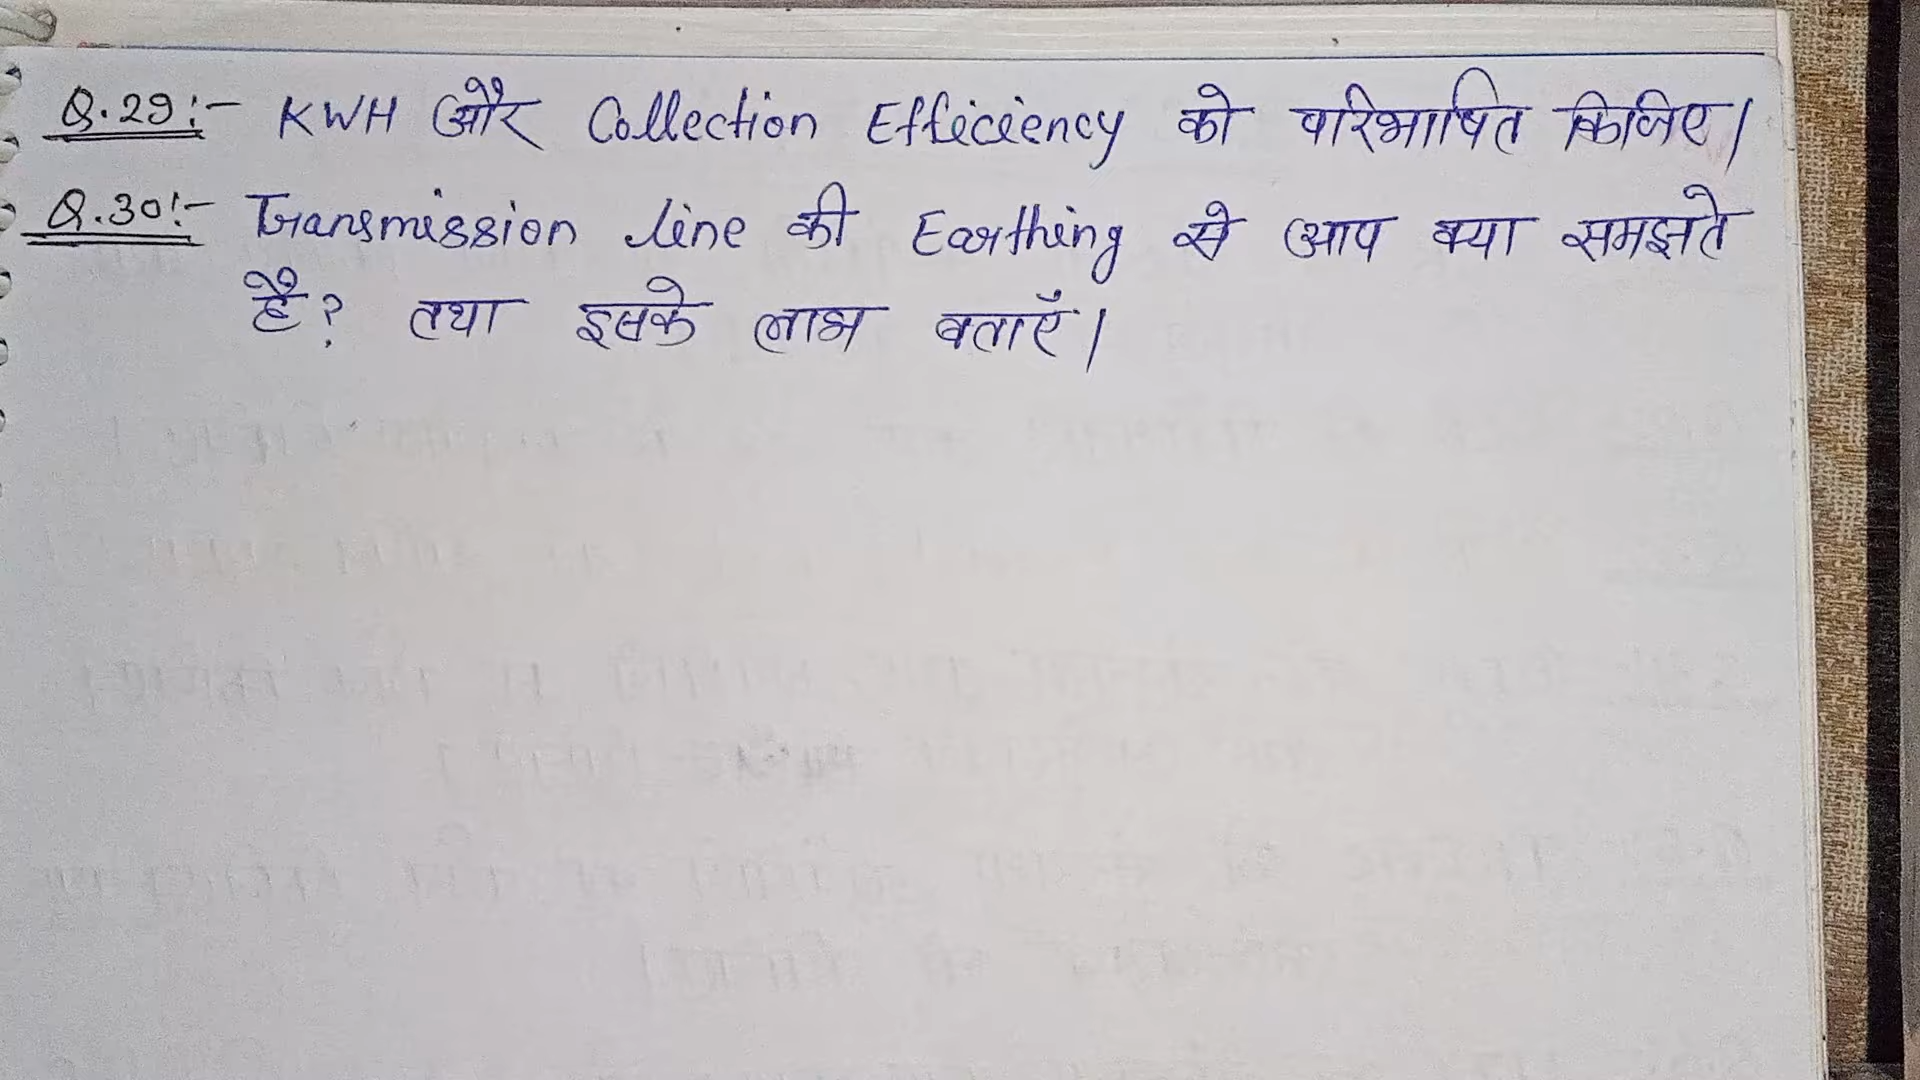 Q.29:- KWH और Collection Efficiency को परिभाषित किजिए।
Q.30:- Transmission line की Earthing से आप क्या समझते
है? तथा इसके लाभ बताएँ।